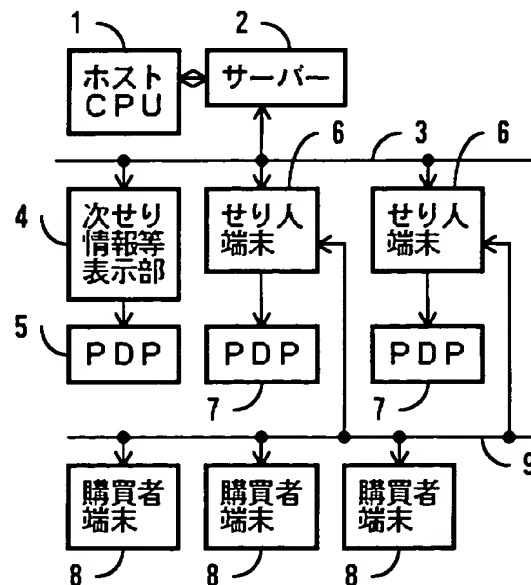 1
2
ホスト
CPU
サーバー
6
3
6
4
次せり
情報等
表示部
せり人
端末
せり人
端末
5
PDP
PDP
PDP
7
7
9
購買者
端末
購買者
端末
購買者
端末
8
8
8